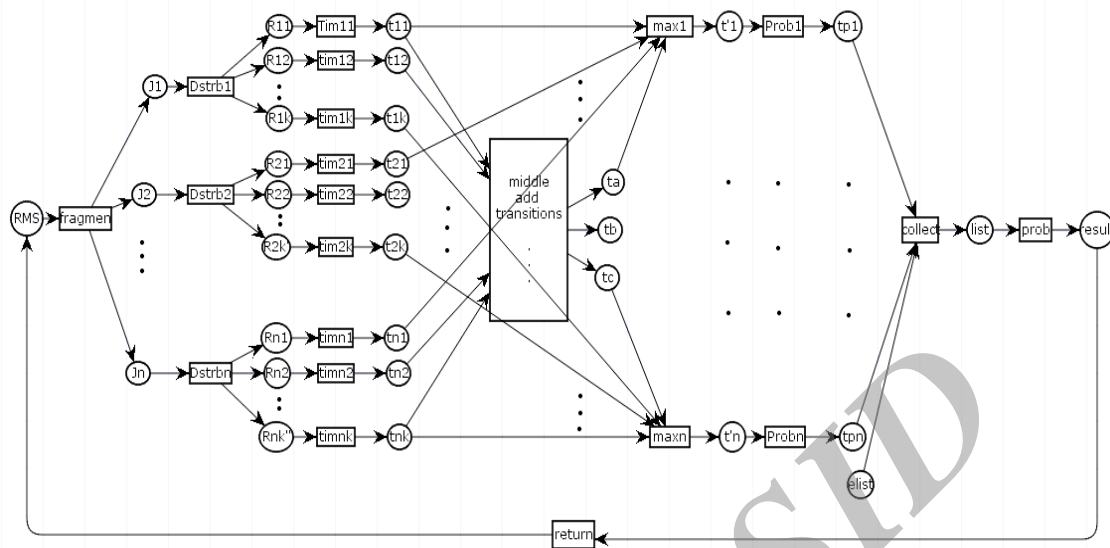 R11
Tim11
t11
max1
t'1
Prob1
tp1
R12
tim12
t12
J1
Dstrb1
R1k
tim1k
t1k
R21
tim21
t21
middle
add
transitions
ta
J2
Dstrb2
R22
tim22
t22
RMS
fragmen
tb
collect
list
prob
resul
R2k'
tim2k
t2k
tc
Rn1
timn1
tn1
Jn
Dstrbn
Rn2
timn2
tn2
Rnk"
timnk
tnk
maxn
t'n
Probn
tpn
elist
return
SID